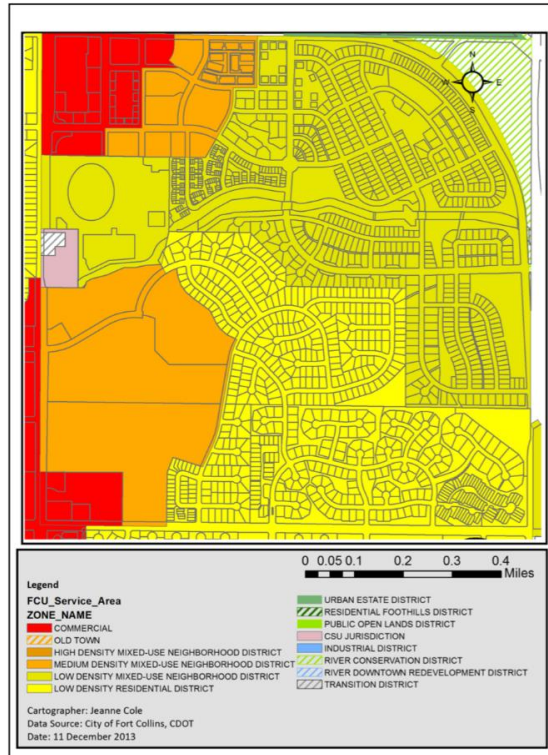 N
W E
S
0 0.05 0.1 0.2 0.3 0.4
Miles
Legend
FCU_Service_Area
ZONE_NAME
COMMERCIAL
OLD TOWN
HIGH DENSITY MIXED-USE NEIGHBORHOOD DISTRICT
MEDIUM DENSITY MIXED-USE NEIGHBORHOOD DISTRICT
LOW DENSITY MIXED-USE NEIGHBORHOOD DISTRICT
LOW DENSITY RESIDENTIAL DISTRICT
URBAN ESTATE DISTRICT
RESIDENTIAL FOOTHILLS DISTRICT
PUBLIC OPEN LANDS DISTRICT
CSU JURISDICTION
INDUSTRIAL DISTRICT
RIVER CONSERVATION DISTRICT
RIVER DOWNTOWN REDEVELOPMENT DISTRICT
TRANSITION DISTRICT
Cartographer: Jeanne Cole
Data Source: City of Fort Collins, CDOT
Date: 11 December 2013